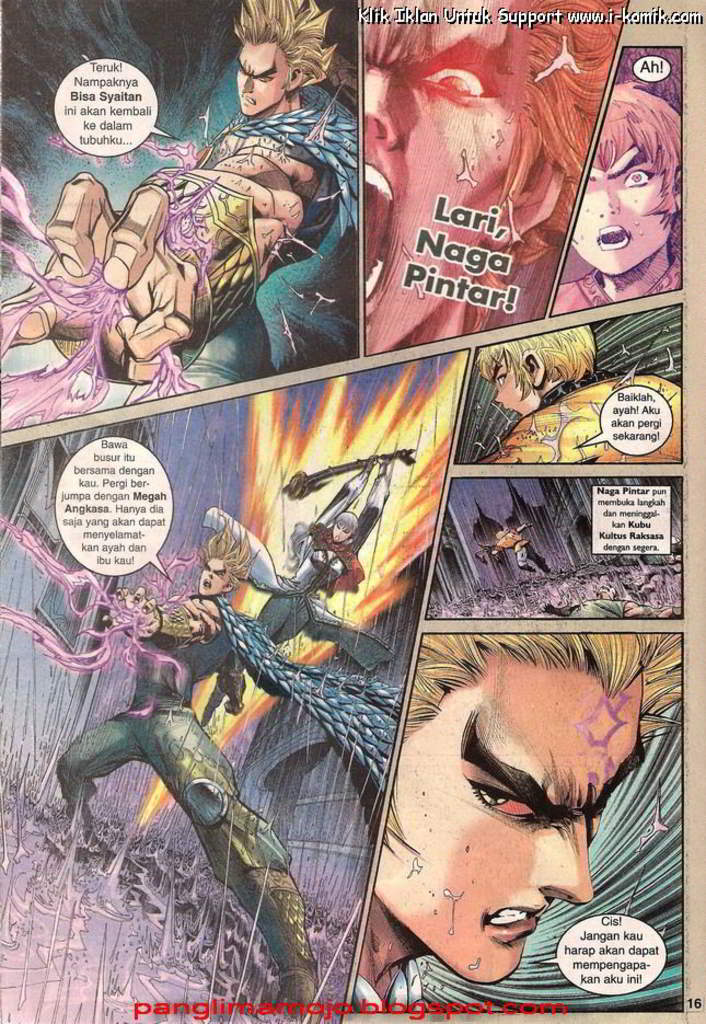 Klik Iklan Untuk Support www.i-komik.com
Teruk!
Nampaknya
Bisa Syaitan
ini akan kembali
ke dalam
tubuhku...
Lari,
Naga
Pintar!
Ah!
Baiklah,
ayah! Aku
akan pergi
sekarang!
Bawa
busur itu
bersama dengan
kau. Pergi ber-
jumpa dengan Megah
Angkasa. Hanya dia
saja yang akan dapat
menyelamat-
kan ayah dan
ibu kau!
Naga Pintar pun
membuka langkah
dan meninggal-
kan Kubu
Kultus Raksasa
dengan segera.
Cis!
Jangan kau
harap akan dapat
mempengapa-
kan aku ini!
16
panglimamojo.blogspot.com